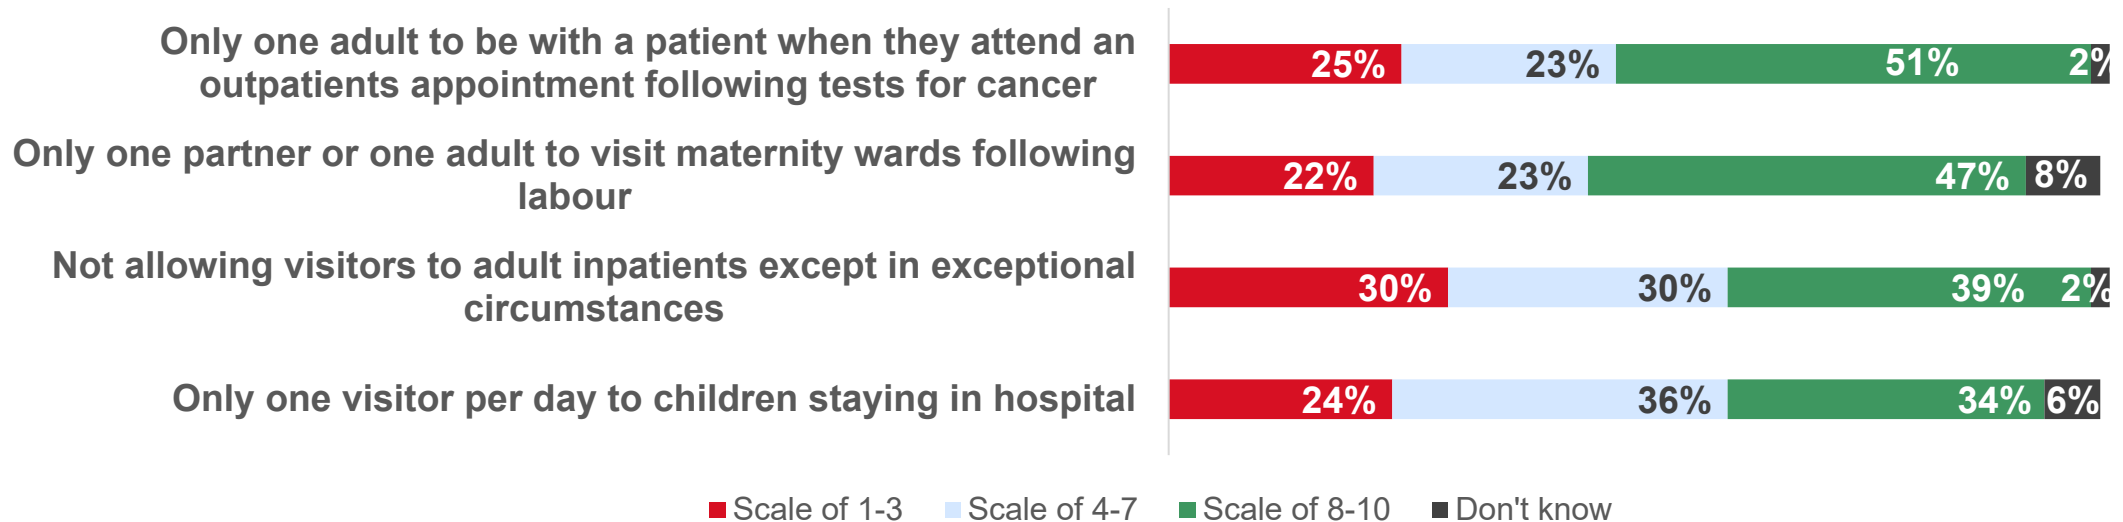 Only one adult to be with a patient when they attend an
outpatients appointment following tests for cancer
25% 23% 51% 2%
Only one partner or one adult to visit maternity wards following
labour
22% 23% 47% 8%
Not allowing visitors to adult inpatients except in exceptional
circumstances
30% 30% 39% 2%
Only one visitor per day to children staying in hospital
24% 36% 34% 6%
Scale of 1-3 Scale of 4-7 Scale of 8-10 Don't know